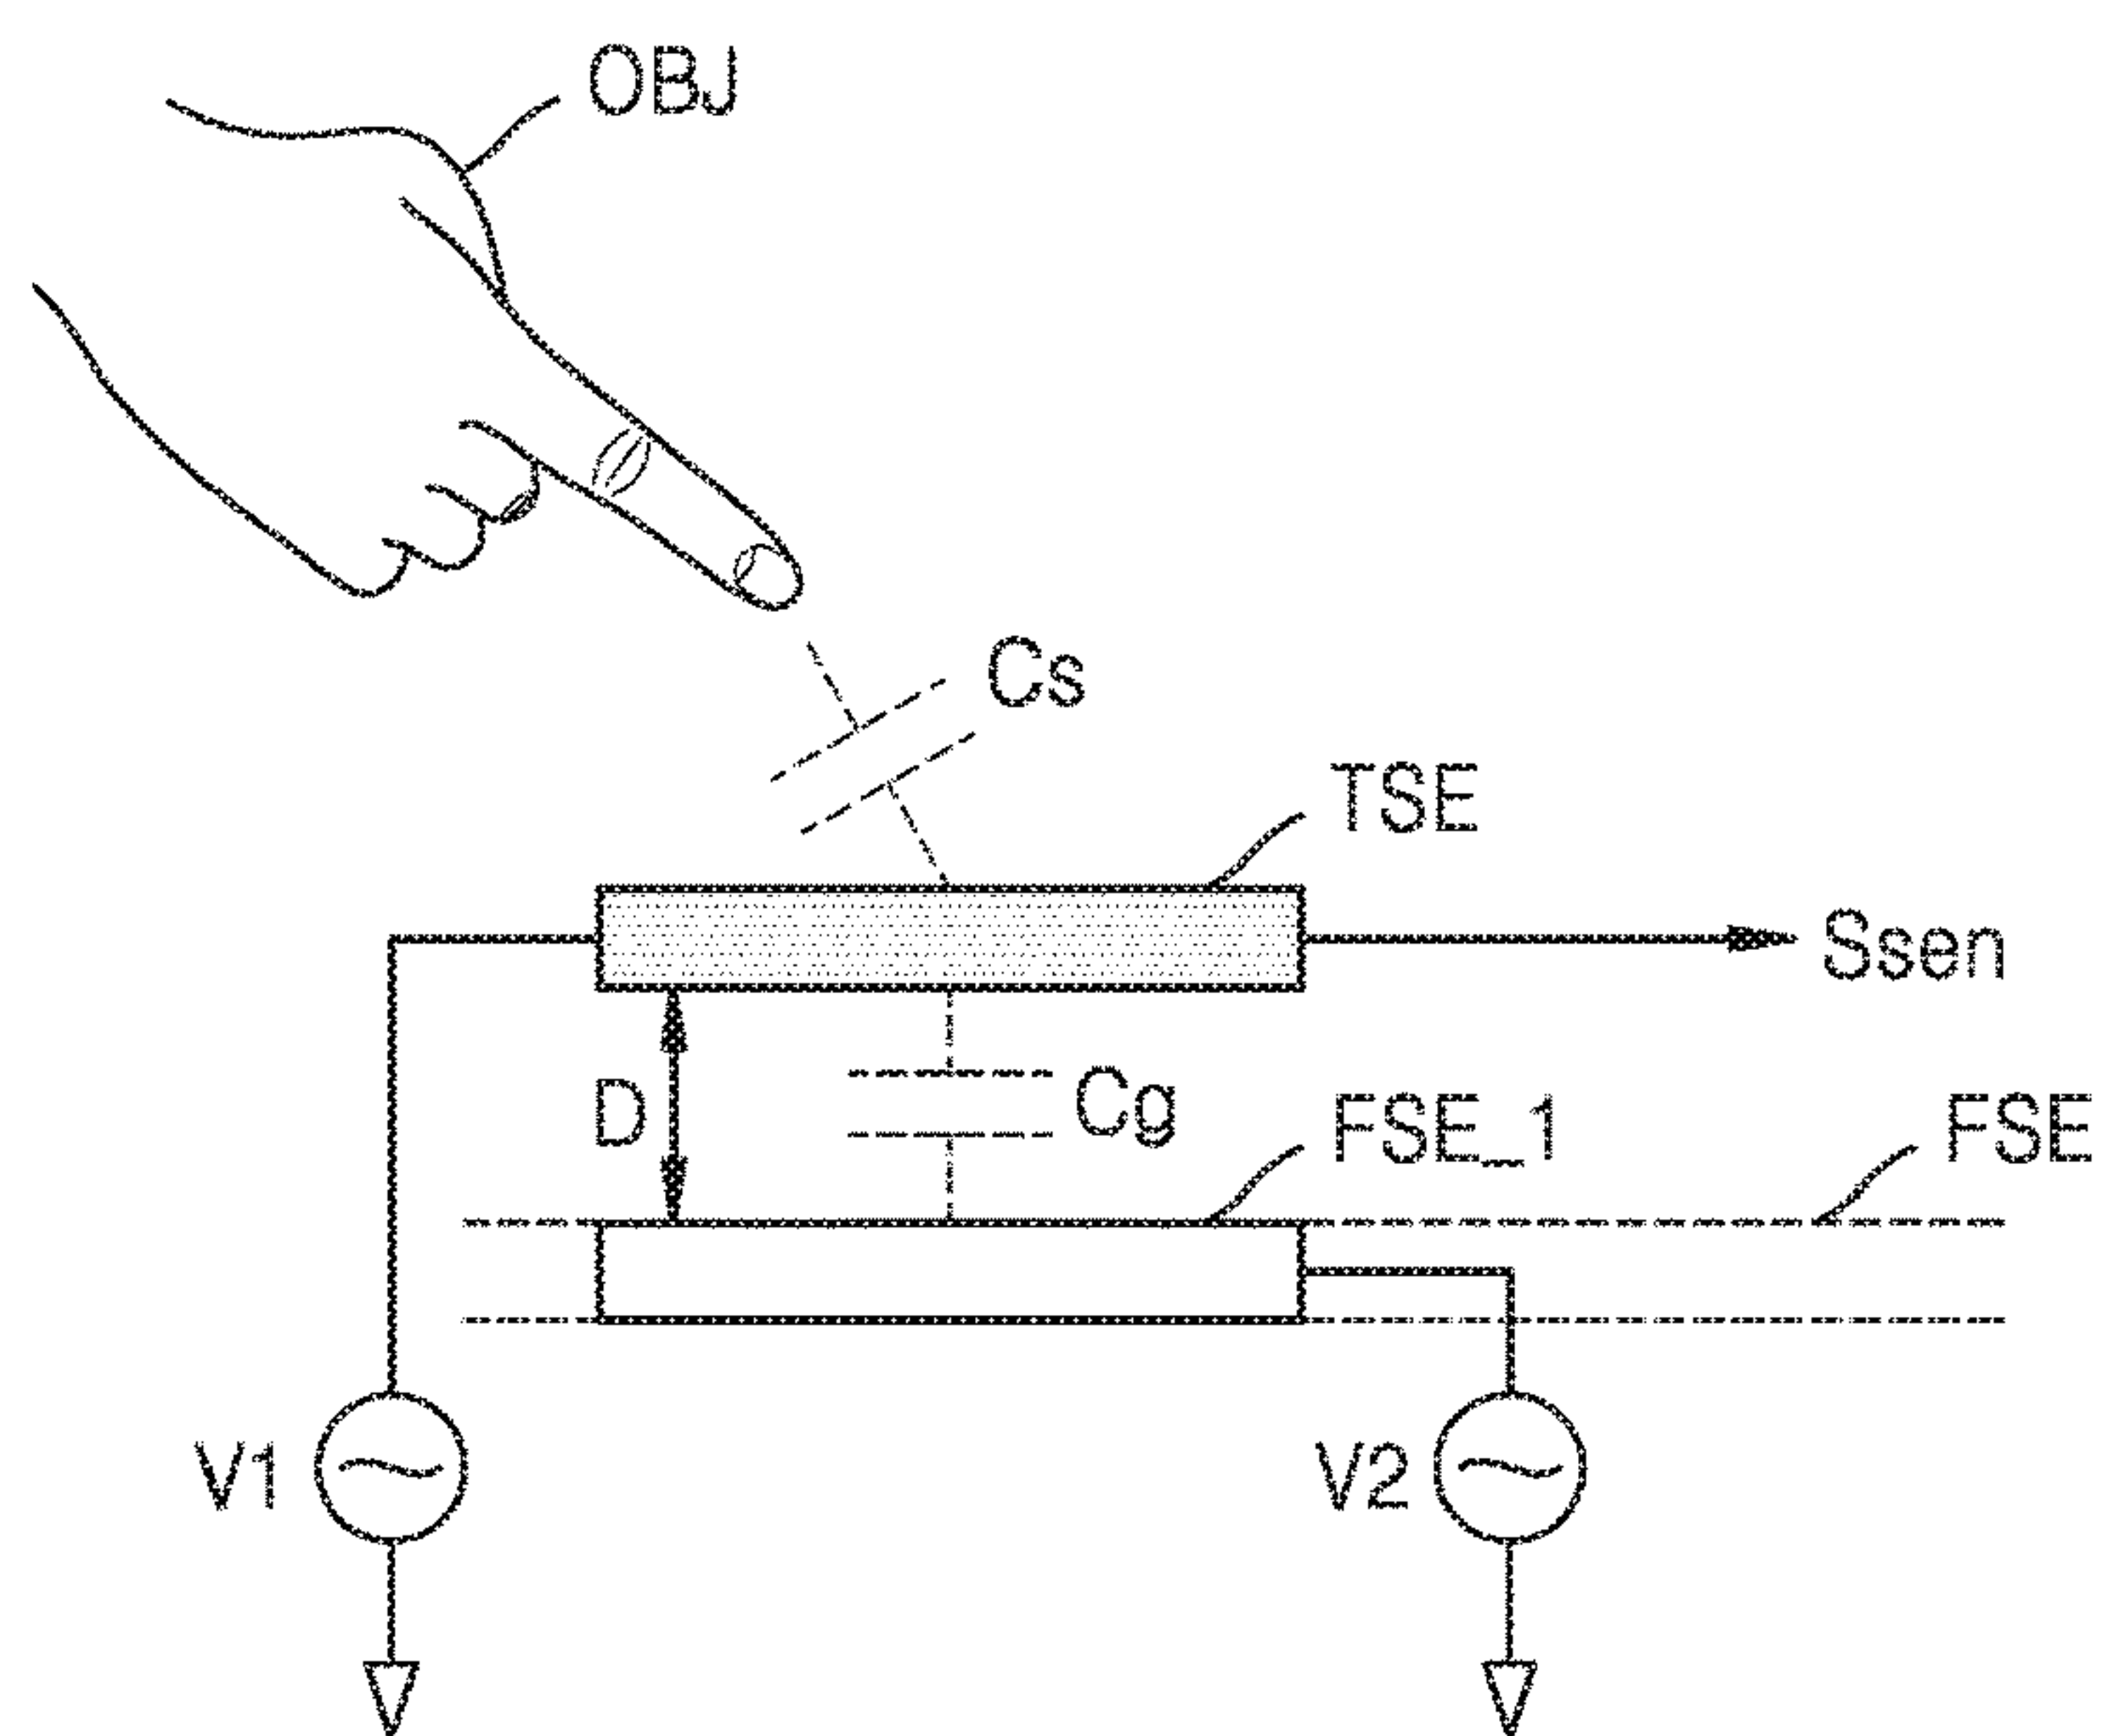 OBJ
Cs
TSE
Ssen
D
Cg
FSE_1
FSE
V1
V2